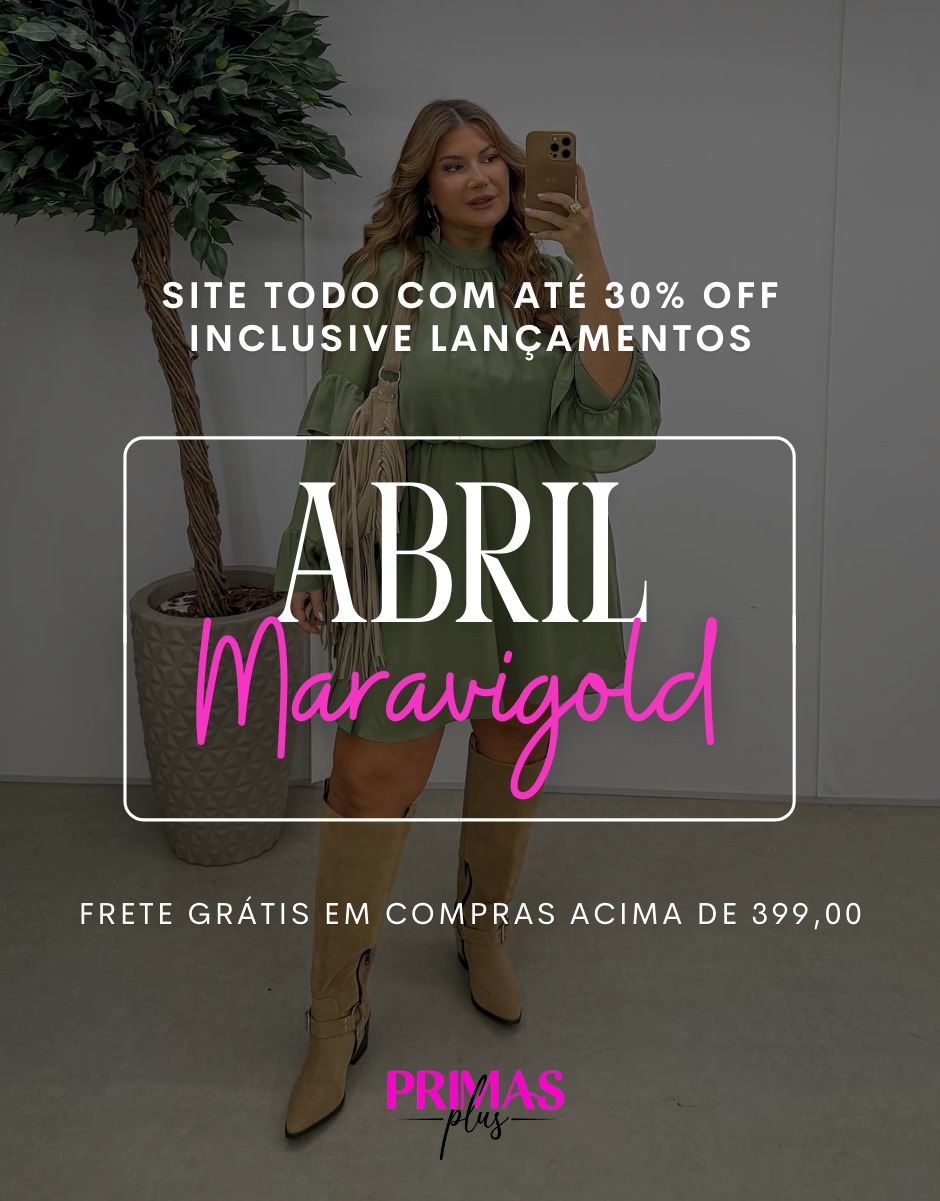 SITE TODO COM ATÉ 30% OFF
INCLUSIVE LANÇAMENTOS
ABRIL
Maravigold
FRETE GRÁTIS EM COMPRAS ACIMA DE 399,00
PRIMAS
plus